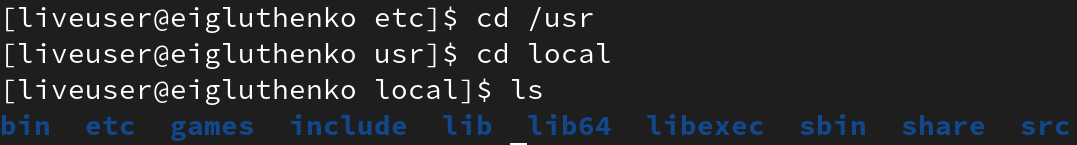 [liveuser@eigluthenko etc]$ cd /usr
[liveuser@eigluthenko usr]$ cd local
[liveuser@eigluthenko local]$ ls
bin  etc  games  include  lib  lib64  libexec  sbin  share  src